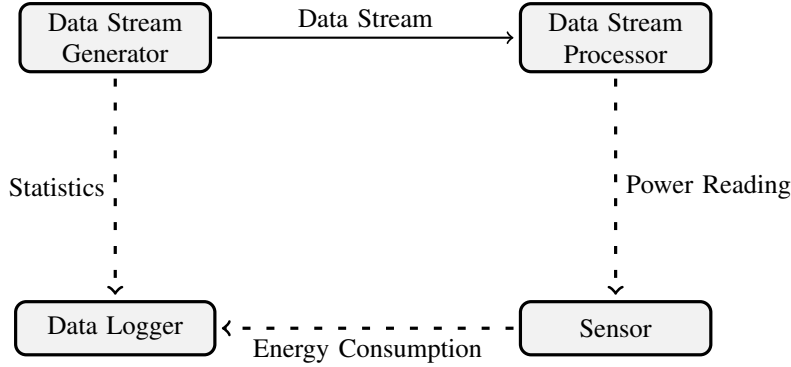 Data Stream
Generator
Data Stream
Data Stream
Processor
Statistics
Power Reading
Data Logger
Energy Consumption
Sensor